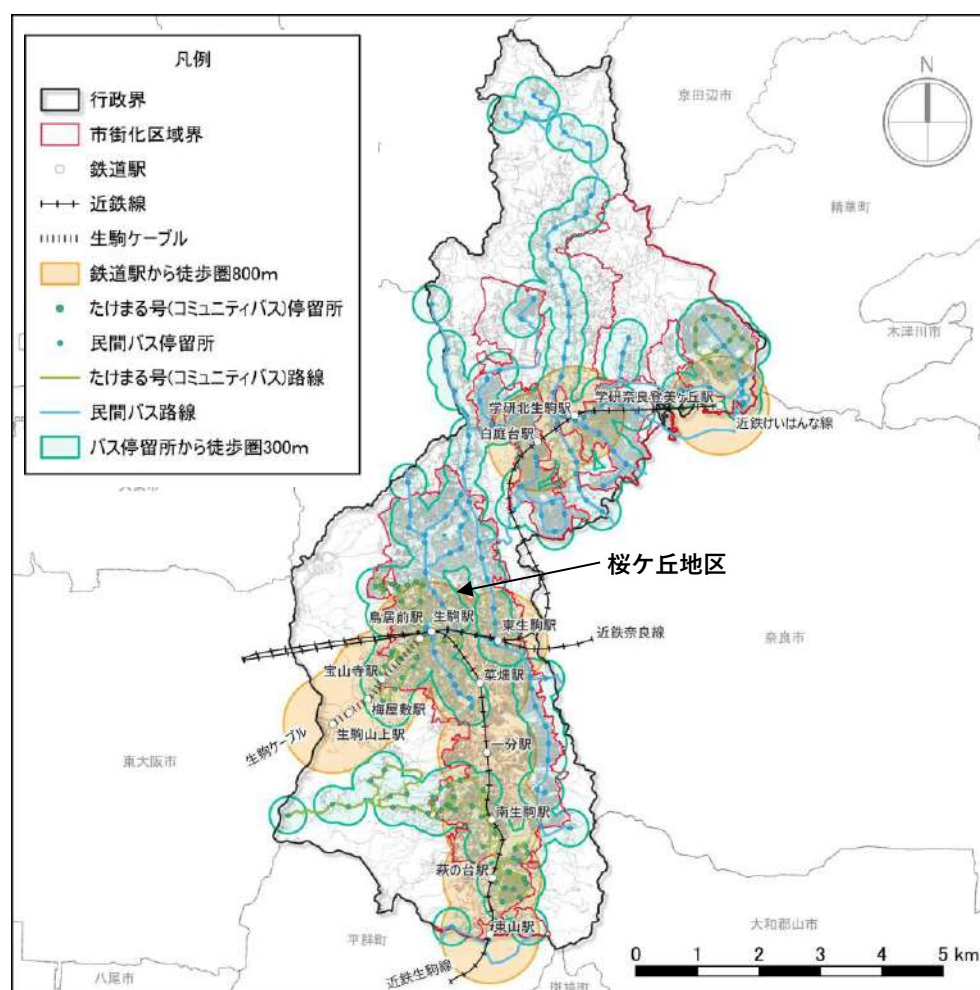 凡例
行政界
市街化区域界
鉄道駅
近鉄線
生駒ケーブル
鉄道駅から徒歩圏800m
たけまる号(コミュニティバス)停留所
民間バス停留所
たけまる号(コミュニティバス)路線
民間バス路線
バス停留所から徒歩圏300m
N
京田辺市
精華町
木津川市
学研北生駒駅
学研奈良登美ケ丘駅
白庭台駅
近鉄けいはんな線
桜ケ丘地区
鳥居前駅
生駒駅
東生駒駅
近鉄奈良線
奈良市
宝山寺駅
菜畑駅
梅屋敷駅
生駒山上駅
生駒ケーブル
東大阪市
一分駅
南生駒駅
萩の台駅
東山駅
平群町
大和郡山市
八尾市
近鉄生駒線
斑鳩町
0 1 2 3 4 5 km